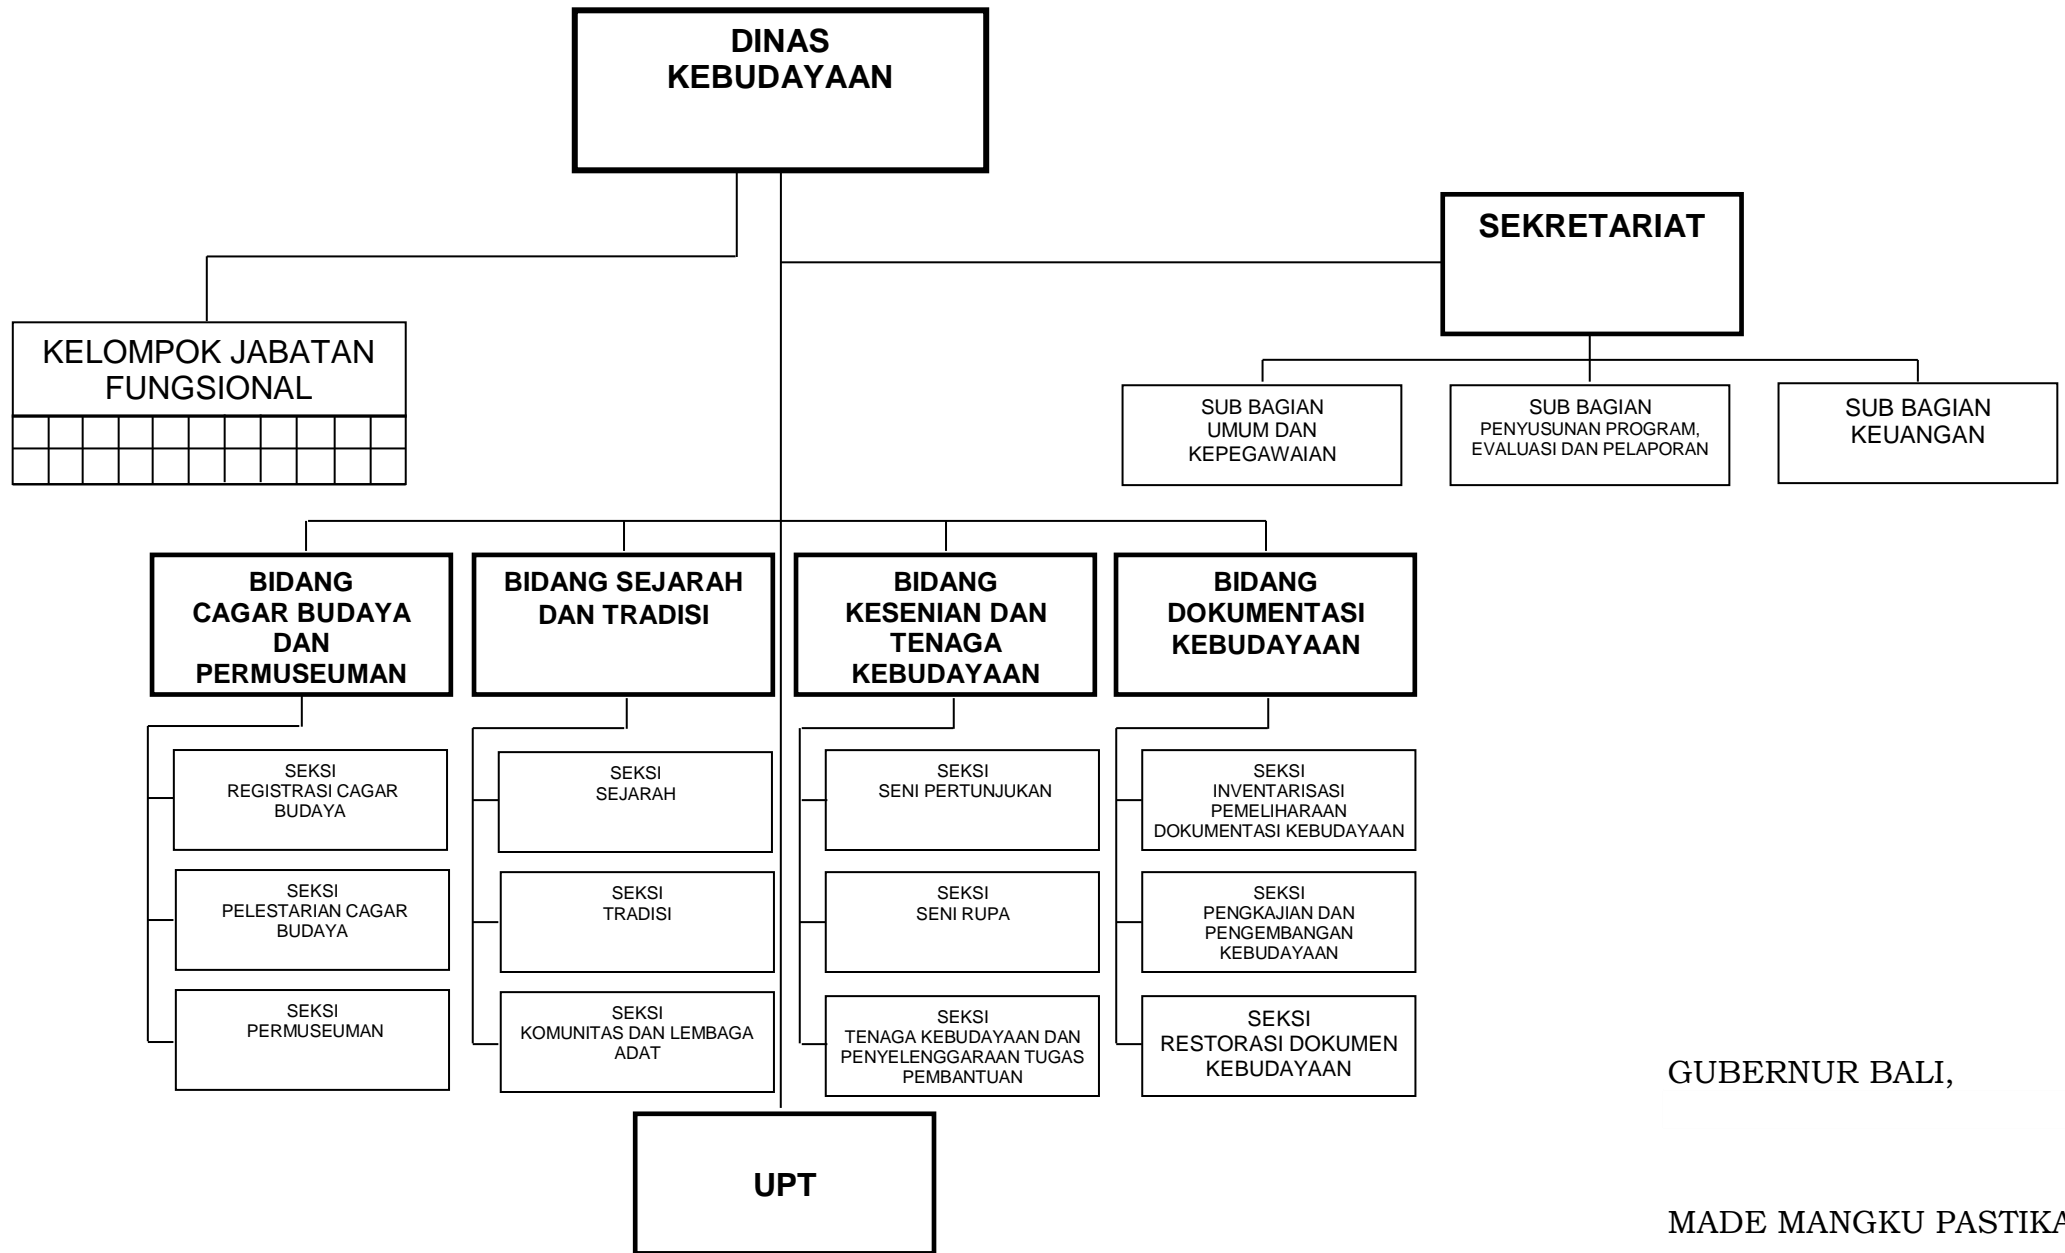 DINAS
KEBUDAYAAN
SEKRETARIAT
KELOMPOK JABATAN
FUNGSIONAL
SUB BAGIAN
UMUM DAN
KEPEGAWAIAN
SUB BAGIAN
PENYUSUNAN PROGRAM,
EVALUASI DAN PELAPORAN
SUB BAGIAN
KEUANGAN
BIDANG
CAGAR BUDAYA
DAN
PERMUSEUMAN
BIDANG SEJARAH
DAN TRADISI
BIDANG
KESENIAN DAN
TENAGA
KEBUDAYAAN
BIDANG
DOKUMENTASI
KEBUDAYAAN
SEKSI
REGISTRASI CAGAR
BUDAYA
SEKSI
SEJARAH
SEKSI
SENI PERTUNJUKAN
SEKSI
INVENTARISASI
PEMELIHARAAN
DOKUMENTASI KEBUDAYAAN
SEKSI
PELESTARIAN CAGAR
BUDAYA
SEKSI
TRADISI
SEKSI
SENI RUPA
SEKSI
PENGKAJIAN DAN
PENGEMBANGAN
KEBUDAYAAN
SEKSI
PERMUSEUMAN
SEKSI
KOMUNITAS DAN LEMBAGA
ADAT
SEKSI
TENAGA KEBUDAYAAN DAN
PENYELENGGARAAN TUGAS
PEMBANTUAN
SEKSI
RESTORASI DOKUMEN
KEBUDAYAAN
UPT
GUBERNUR BALI,
MADE MANGKU PASTIKA